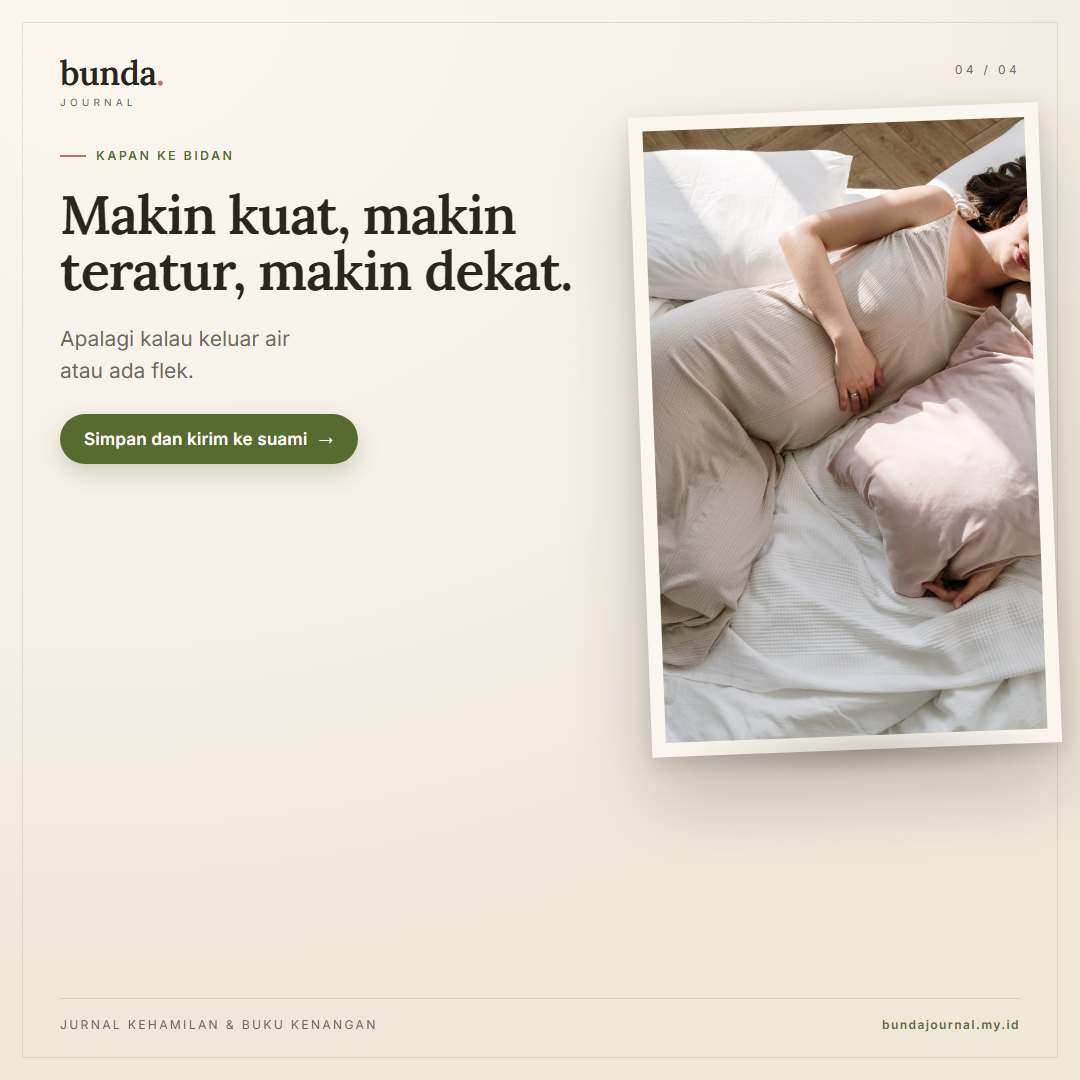 bunda.
JOURNAL
04 / 04
KAPAN KE BIDAN
Makin kuat, makin
teratur, makin dekat.
Apalagi kalau keluar air
atau ada flek.
Simpan dan kirim ke suami →
JURNAL KEHAMILAN & BUKU KENANGAN
bundajournal.my.id